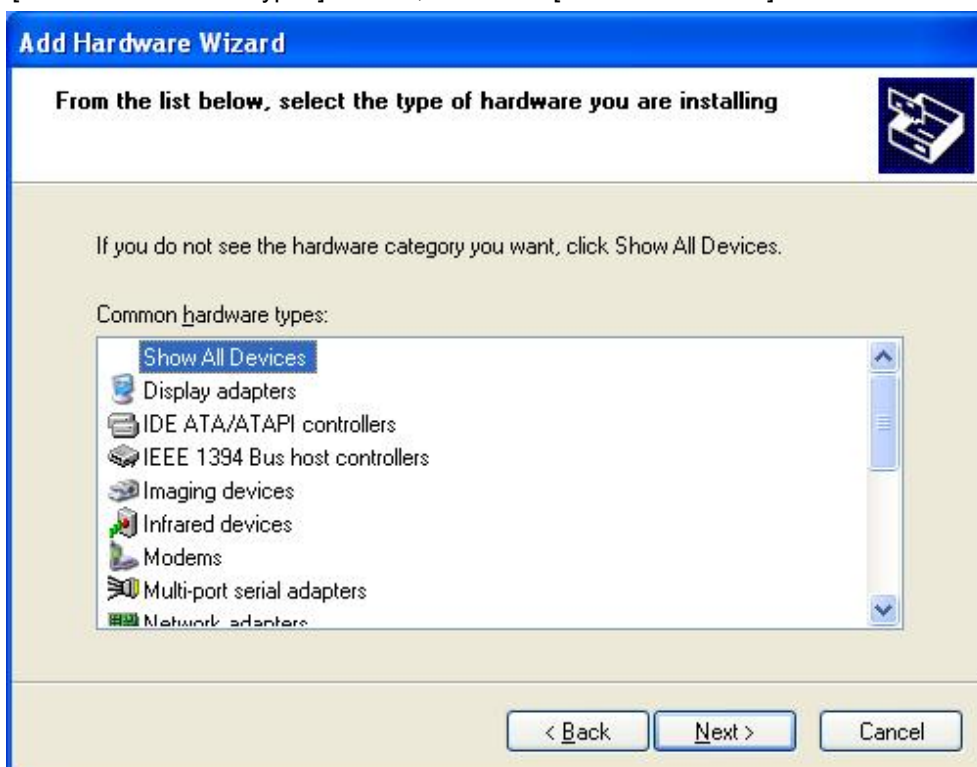 Add Hardware Wizard
From the list below, select the type of hardware you are installing
If you do not see the hardware category you want, click Show All Devices.
Common hardware types:
Show All Devices
Display adapters
IDE ATA/ATAPI controllers
IEEE 1394 Bus host controllers
Imaging devices
Infrared devices
Modems
Multi-port serial adapters
Network adapters
< Back Next > Cancel